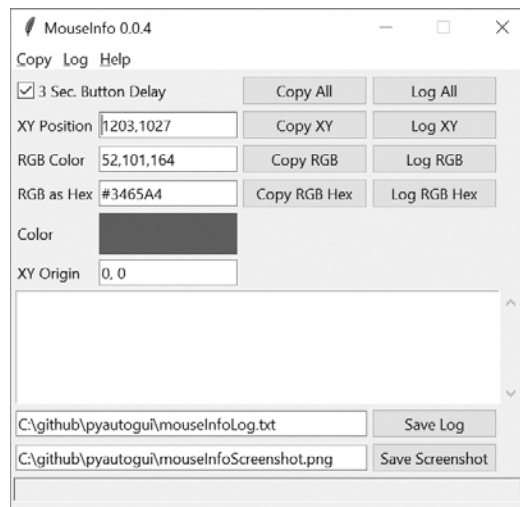 MouseInfo 0.0.4
Copy Log Help
3 Sec. Button Delay Copy All Log All
XY Position 1203,1027 Copy XY Log XY
RGB Color 52,101,164 Copy RGB Log RGB
RGB as Hex #3465A4 Copy RGB Hex Log RGB Hex
Color
XY Origin 0, 0
C:\github\pyautogui\mouseInfoLog.txt Save Log
C:\github\pyautogui\mouseInfoScreenshot.png Save Screenshot